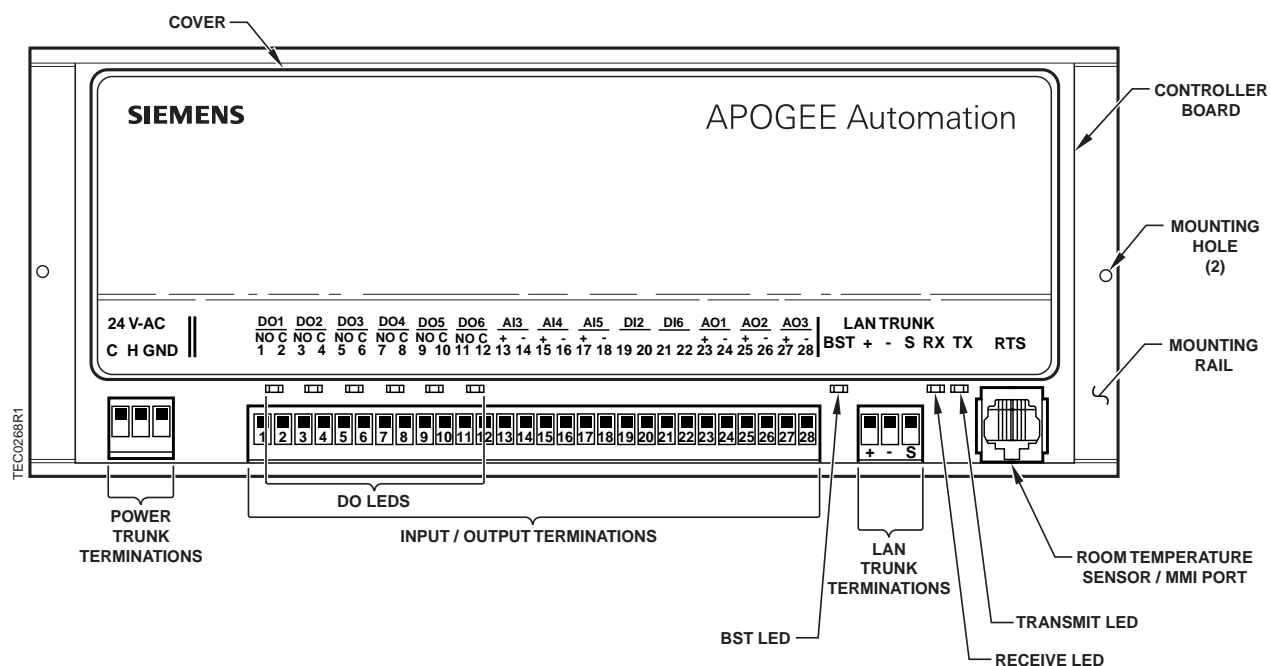 COVER
SIEMENS
APOGEE Automation
CONTROLLER
BOARD
MOUNTING
HOLE
(2)
MOUNTING
RAIL
24 V-AC
C H GND
DO1 DO2 DO3 DO4 DO5 DO6 AI3 AI4 AI5 DI2 DI6 AO1 AO2 AO3
NO C NO C NO C NO C NO C NO C + - + - + - + - + - + -
1 2 3 4 5 6 7 8 9 10 11 12 13 14 15 16 17 18 19 20 21 22 23 24 25 26 27 28
LAN TRUNK
BST + - S RX TX RTS
1 2 3 4 5 6 7 8 9 10 11 12 13 14 15 16 17 18 19 20 21 22 23 24 25 26 27 28
+ - S
TEC0268R1
DO LEDS
POWER
TRUNK
TERMINATIONS
INPUT / OUTPUT TERMINATIONS
LAN
TRUNK
TERMINATIONS
ROOM TEMPERATURE
SENSOR / MMI PORT
TRANSMIT LED
BST LED
RECEIVE LED